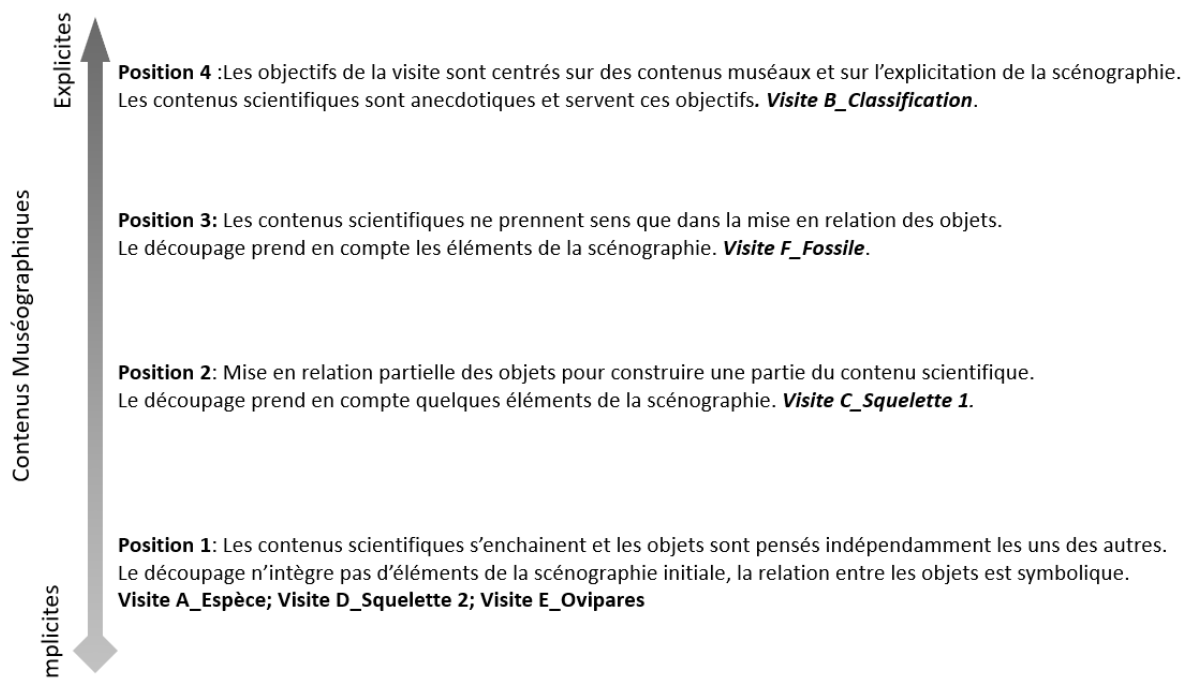 Explicites
Position 4 :Les objectifs de la visite sont centrés sur des contenus muséaux et sur l’explicitation de la scénographie.
Les contenus scientifiques sont anecdotiques et servent ces objectifs. Visite B_Classification.
Contenus Muséographiques
Position 3: Les contenus scientifiques ne prennent sens que dans la mise en relation des objets.
Le découpage prend en compte les éléments de la scénographie. Visite F_Fossile.
Position 2: Mise en relation partielle des objets pour construire une partie du contenu scientifique.
Le découpage prend en compte quelques éléments de la scénographie. Visite C_Squelette 1.
Position 1: Les contenus scientifiques s’enchainent et les objets sont pensés indépendamment les uns des autres.
Le découpage n’intègre pas d’éléments de la scénographie initiale, la relation entre les objets est symbolique.
Visite A_Espèce; Visite D_Squelette 2; Visite E_Ovipares
mplicites